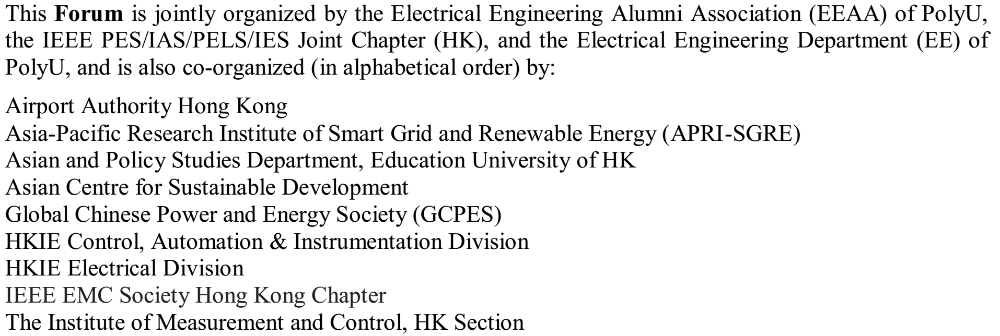 This Forum is jointly organized by the Electrical Engineering Alumni Association (EEAA) of PolyU,
the IEEE PES/IAS/PELS/IES Joint Chapter (HK), and the Electrical Engineering Department (EE) of
PolyU, and is also co-organized (in alphabetical order) by:
Airport Authority Hong Kong
Asia-Pacific Research Institute of Smart Grid and Renewable Energy (APRI-SGRE)
Asian and Policy Studies Department, Education University of HK
Asian Centre for Sustainable Development
Global Chinese Power and Energy Society (GCPES)
HKIE Control, Automation & Instrumentation Division
HKIE Electrical Division
IEEE EMC Society Hong Kong Chapter
The Institute of Measurement and Control, HK Section